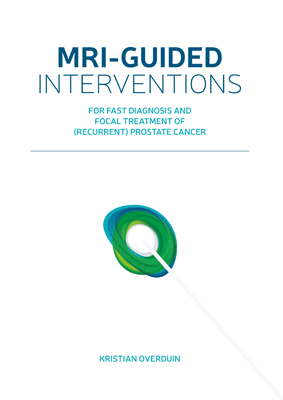 MRI-GUIDED
INTERVENTIONS
FOR FAST DIAGNOSIS AND
FOCAL TREATMENT OF
(RECURRENT) PROSTATE CANCER
KRISTIAN OVERDUIN